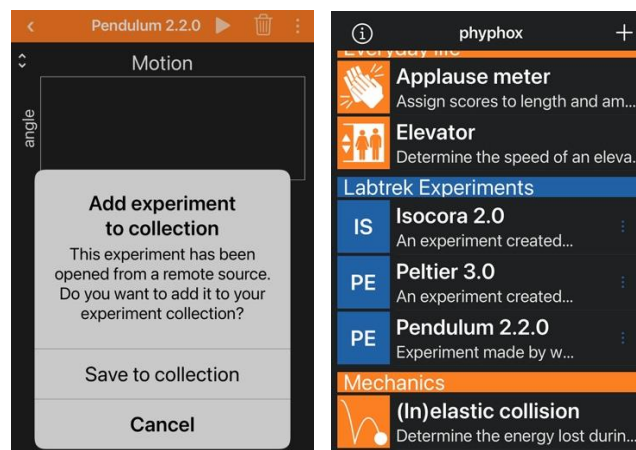 Pendulum 2.2.0
Motion
angle
Add experiment
to collection
This experiment has been
opened from a remote source.
Do you want to add it to your
experiment collection?
Save to collection
Cancel
phyphox
Everyday life
Applause meter
Assign scores to length and am...
Elevator
Determine the speed of an eleva...
Labtrek Experiments
IS
Isocora 2.0
An experiment created...
PE
Peltier 3.0
An experiment created...
PE
Pendulum 2.2.0
Experiment made by w...
Mechanics
(In)elastic collision
Determine the energy lost durin...